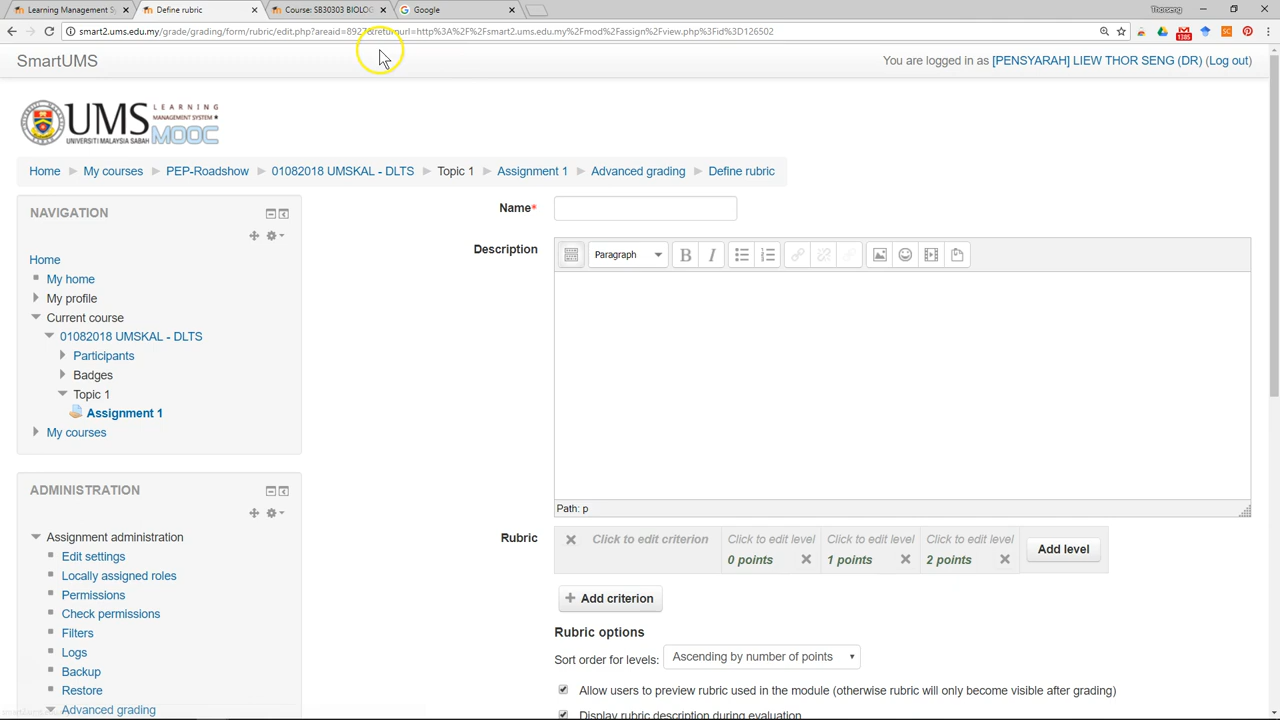 Learning Management Sy
Define rubric
Course: SB30303 BIOLOG
Google
Thorseng
smart2.ums.edu.my/grade/grading/form/rubric/edit.php?areaid=8927&returnurl=http%3A%2F%2Fsmart2.ums.edu.my%2Fmod%2Fassign%2Fview.php%3Fid%3D126502
1385
SmartUMS
You are logged in as [PENSYARAH] LIEW THOR SENG (DR) (Log out)
UMS LEARNING MANAGEMENT SYSTEM
UNIVERSITI MALAYSIA SABAH MOOC
Home ► My courses ► PEP-Roadshow ► 01082018 UMSKAL - DLTS ► Topic 1 ► Assignment 1 ► Advanced grading ► Define rubric
NAVIGATION
Home
My home
My profile
Current course
01082018 UMSKAL - DLTS
Participants
Badges
Topic 1
Assignment 1
My courses
ADMINISTRATION
Assignment administration
Edit settings
Locally assigned roles
Permissions
Check permissions
Filters
Logs
Backup
Restore
Advanced grading
Name*
Description
Paragraph B I
Path: p
Rubric
Click to edit criterion
Click to edit level
0 points
Click to edit level
1 points
Click to edit level
2 points
Add level
+ Add criterion
Rubric options
Sort order for levels: Ascending by number of points
Allow users to preview rubric used in the module (otherwise rubric will only become visible after grading)
Display rubric description during evaluation